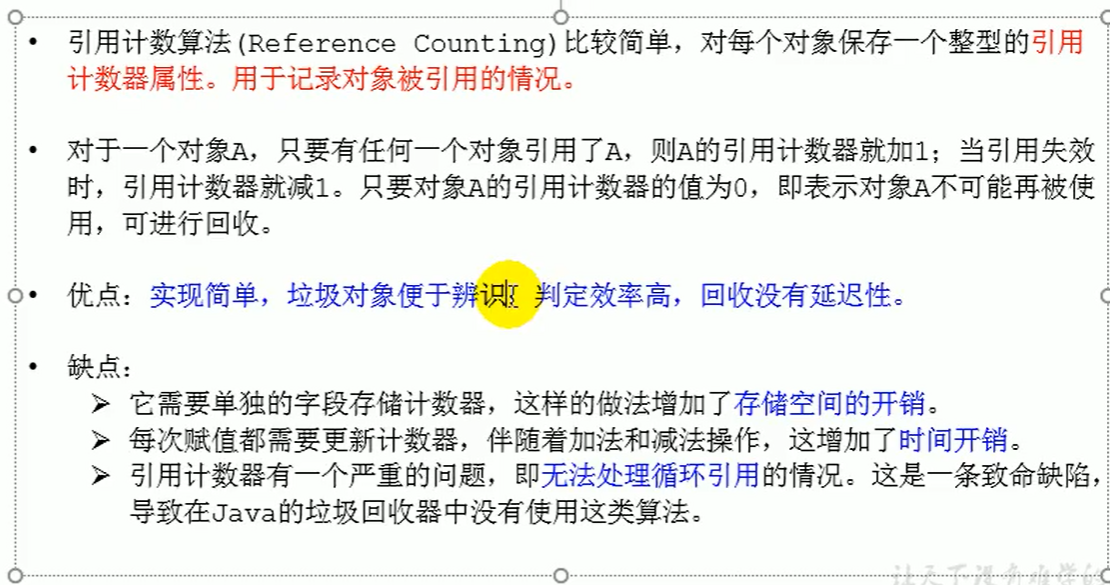 • 引用计数算法(Reference Counting)比较简单，对每个对象保存一个整型的引用
计数器属性。用于记录对象被引用的情况。
• 对于一个对象A，只要有任何一个对象引用了A，则A的引用计数器就加1；当引用失效
时，引用计数器就减1。只要对象A的引用计数器的值为0，即表示对象A不可能再被使
用，可进行回收。
• 优点：实现简单，垃圾对象便于辨识；判定效率高，回收没有延迟性。
• 缺点：
➢ 它需要单独的字段存储计数器，这样的做法增加了存储空间的开销。
➢ 每次赋值都需要更新计数器，伴随着加法和减法操作，这增加了时间开销。
➢ 引用计数器有一个严重的问题，即无法处理循环引用的情况。这是一条致命缺陷，
导致在Java的垃圾回收器中没有使用这类算法。